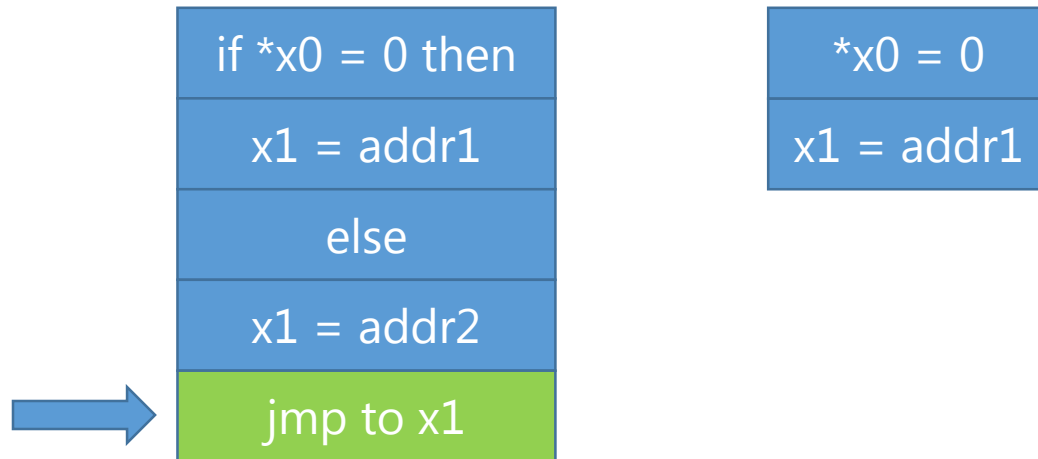 if *x0 = 0 then
x1 = addr1
else
x1 = addr2
jmp to x1
*x0 = 0
x1 = addr1